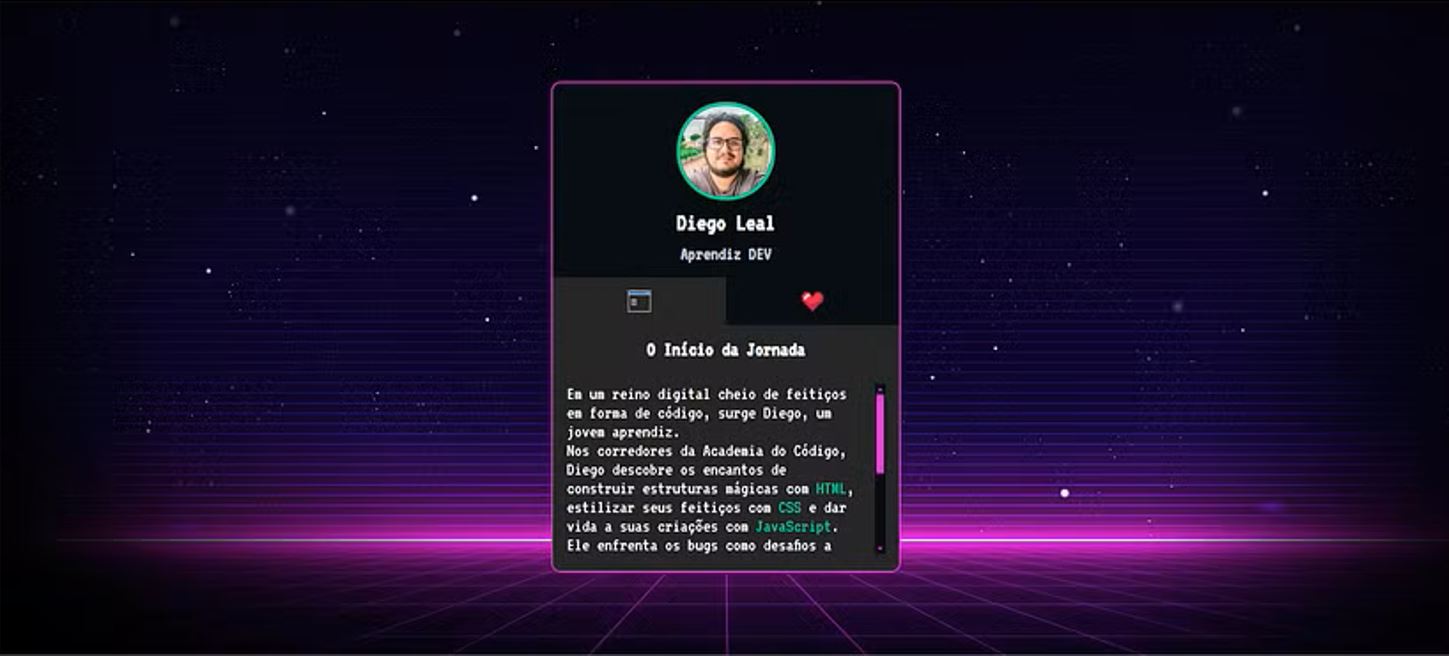 Diego Leal
Aprendiz DEV
O Início da Jornada
Em um reino digital cheio de feitiços
em forma de código, surge Diego, um
jovem aprendiz.
Nos corredores da Academia do Código,
Diego descobre os encantos de
construir estruturas mágicas com HTML,
estilizar seus feitiços com CSS e dar
vida a suas criações com JavaScript.
Ele enfrenta os bugs como desafios a